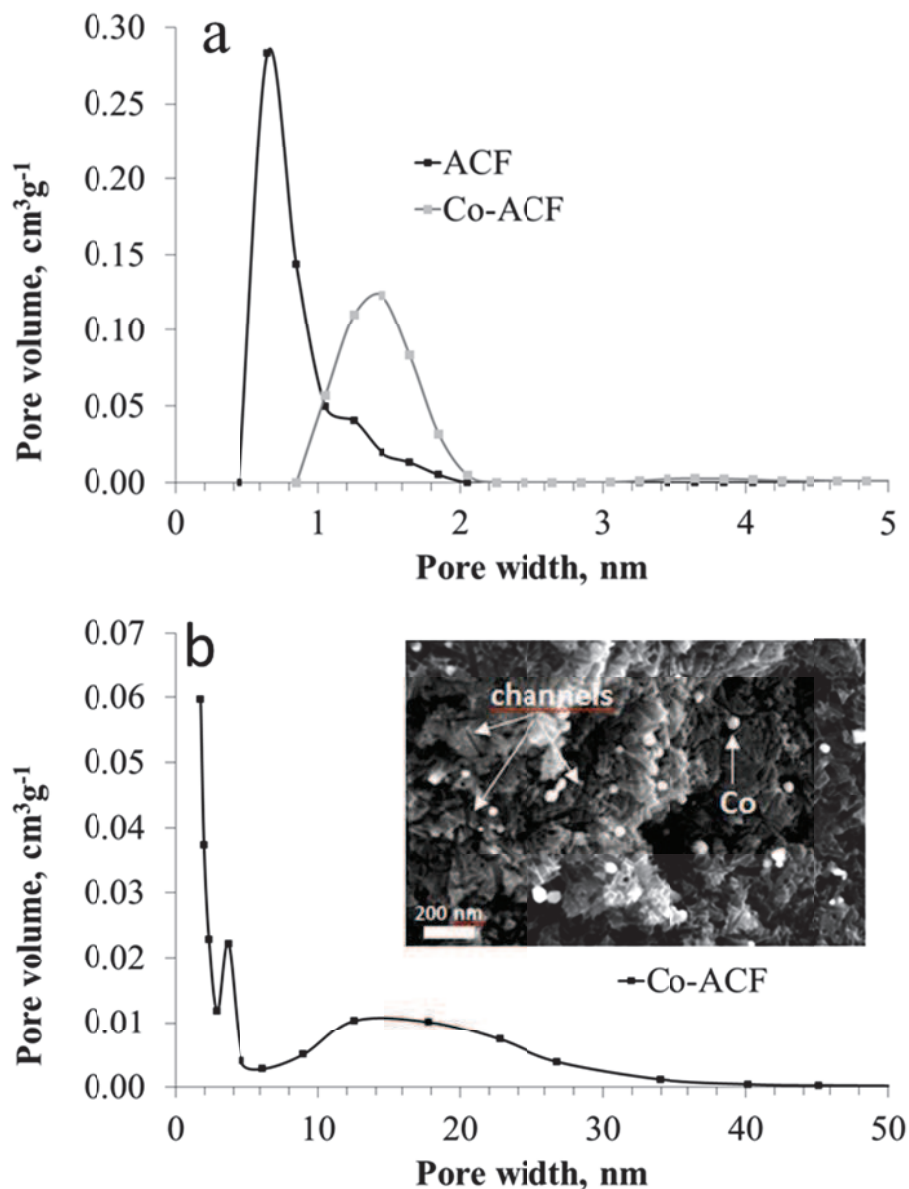 a
0.30
0.25
0.20
0.15
0.10
0.05
0.00
Pore volume, cm³g⁻¹
ACF
Co-ACF
0 1 2 3 4 5
Pore width, nm
b
0.07
0.06
0.05
0.04
0.03
0.02
0.01
0.00
Pore volume, cm³g⁻¹
channels
Co
200 nm
Co-ACF
0 10 20 30 40 50
Pore width, nm